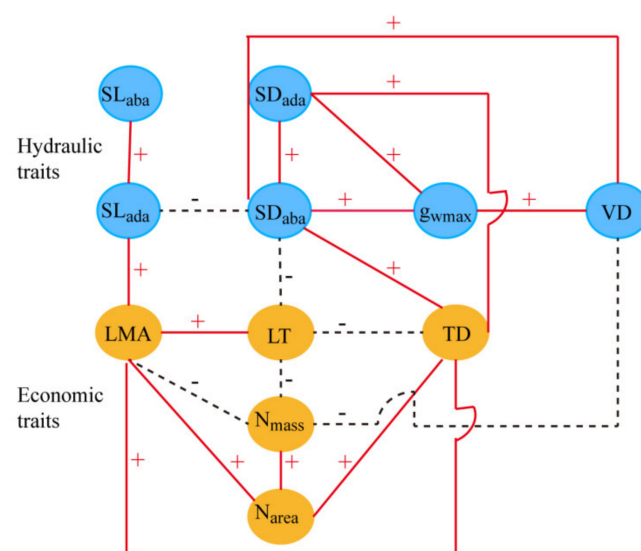 +
SL_aba
SD_ada
Hydraulic
traits
+
+
+
SL_ada
-
SD_aba
+
g_wmax
+
VD
+
-
+
LMA
+
LT
-
TD
Economic
traits
-
-
N_mass
-
+
+
+
+
N_area